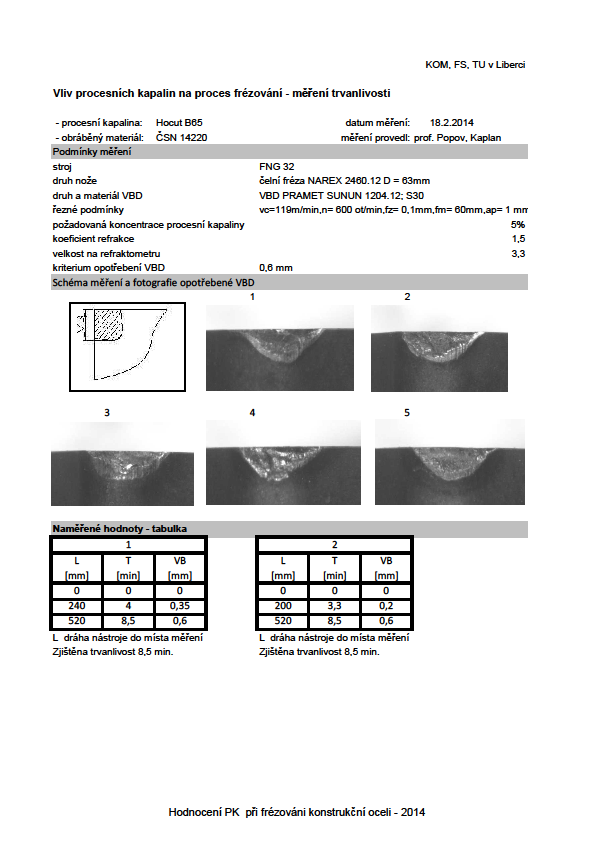 KOM, FS, TU v Liberci
Vliv procesních kapalin na proces frézování - měření trvanlivosti
- procesní kapalina: Hocut B65 datum měření: 18.2.2014
- obráběný materiál: ČSN 14220 měření provedl: prof. Popov, Kaplan
Podmínky měření
stroj FNG 32
druh nože čelní fréza NAREX 2460.12 D = 63mm
druh a materiál VBD VBD PRAMET SUNUN 1204.12; S30
řezné podmínky vc=119m/min,n= 600 ot/min,fz= 0,1mm,fm= 60mm,ap= 1 mm
požadovaná koncentrace procesní kapaliny 5%
koeficient refrakce 1,5
velkost na refraktometru 3,3
kriterium opotřebení VBD 0,6 mm
Schéma měření a fotografie opotřebené VBD
1 2
3 4 5
Naměřené hodnoty - tabulka
1 2
L T VB L T VB
[mm] [min] [mm] [mm] [min] [mm]
0 0 0 0 0 0
240 4 0,35 200 3,3 0,2
520 8,5 0,6 520 8,5 0,6
L dráha nástroje do místa měření L dráha nástroje do místa měření
Zjištěna trvanlivost 8,5 min. Zjištěna trvanlivost 8,5 min.
Hodnocení PK při frézováni konstrukční oceli - 2014